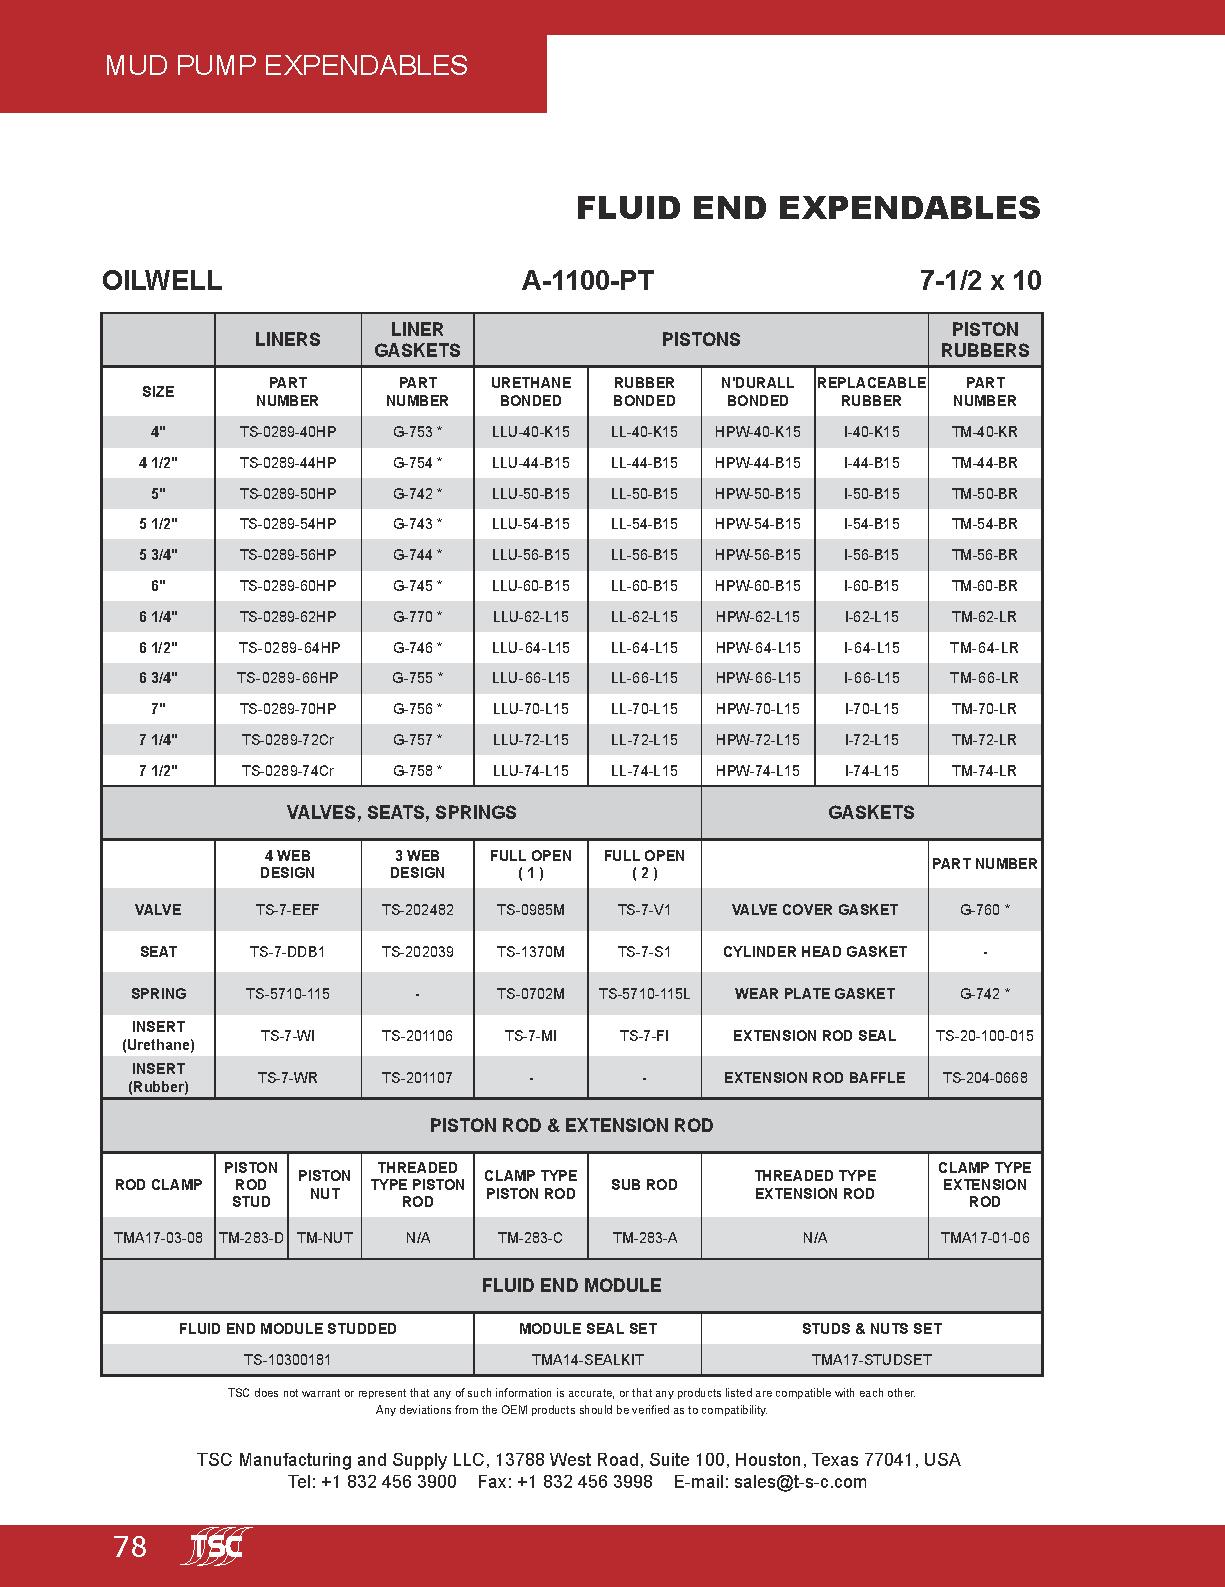 MUD PUMP EXPENDABLES
FLUID END EXPENDABLES
OILWELL A-1100-PT 7-1/2 x 10
LINERS LINER GASKETS PISTONS PISTON RUBBERS
SIZE PART NUMBER PART NUMBER URETHANE BONDED RUBBER BONDED N'DURALL BONDED REPLACEABLE RUBBER PART NUMBER
4" TS-0289-40HP G-753 * LLU-40-K15 LL-40-K15 HPW-40-K15 I-40-K15 TM-40-KR
4 1/2" TS-0289-44HP G-754 * LLU-44-B15 LL-44-B15 HPW-44-B15 I-44-B15 TM-44-BR
5" TS-0289-50HP G-742 * LLU-50-B15 LL-50-B15 HPW-50-B15 I-50-B15 TM-50-BR
5 1/2" TS-0289-54HP G-743 * LLU-54-B15 LL-54-B15 HPW-54-B15 I-54-B15 TM-54-BR
5 3/4" TS-0289-56HP G-744 * LLU-56-B15 LL-56-B15 HPW-56-B15 I-56-B15 TM-56-BR
6" TS-0289-60HP G-745 * LLU-60-B15 LL-60-B15 HPW-60-B15 I-60-B15 TM-60-BR
6 1/4" TS-0289-62HP G-770 * LLU-62-L15 LL-62-L15 HPW-62-L15 I-62-L15 TM-62-LR
6 1/2" TS-0289-64HP G-746 * LLU-64-L15 LL-64-L15 HPW-64-L15 I-64-L15 TM-64-LR
6 3/4" TS-0289-66HP G-755 * LLU-66-L15 LL-66-L15 HPW-66-L15 I-66-L15 TM-66-LR
7" TS-0289-70HP G-756 * LLU-70-L15 LL-70-L15 HPW-70-L15 I-70-L15 TM-70-LR
7 1/4" TS-0289-72Cr G-757 * LLU-72-L15 LL-72-L15 HPW-72-L15 I-72-L15 TM-72-LR
7 1/2" TS-0289-74Cr G-758 * LLU-74-L15 LL-74-L15 HPW-74-L15 I-74-L15 TM-74-LR
VALVES, SEATS, SPRINGS GASKETS
4 WEB DESIGN 3 WEB DESIGN FULL OPEN ( 1 ) FULL OPEN ( 2 ) PART NUMBER
VALVE TS-7-EEF TS-202482 TS-0985M TS-7-V1 VALVE COVER GASKET G-760 *
SEAT TS-7-DDB1 TS-202039 TS-1370M TS-7-S1 CYLINDER HEAD GASKET -
SPRING TS-5710-115 - TS-0702M TS-5710-115L WEAR PLATE GASKET G-742 *
INSERT (Urethane) TS-7-WI TS-201106 TS-7-MI TS-7-FI EXTENSION ROD SEAL TS-20-100-015
INSERT (Rubber) TS-7-WR TS-201107 - - EXTENSION ROD BAFFLE TS-204-0668
PISTON ROD & EXTENSION ROD
ROD CLAMP PISTON ROD STUD PISTON NUT THREADED TYPE PISTON ROD CLAMP TYPE PISTON ROD SUB ROD THREADED TYPE EXTENSION ROD CLAMP TYPE EXTENSION ROD
TMA17-03-08 TM-283-D TM-NUT N/A TM-283-C TM-283-A N/A TMA17-01-06
FLUID END MODULE
FLUID END MODULE STUDDED MODULE SEAL SET STUDS & NUTS SET
TS-10300181 TMA14-SEALKIT TMA17-STUDSET
TSC does not warrant or represent that any of such information is accurate, or that any products listed are compatible with each other.
Any deviations from the OEM products should be verified as to compatibility.
TSC Manufacturing and Supply LLC, 13788 West Road, Suite 100, Houston, Texas 77041, USA
Tel: +1 832 456 3900 Fax: +1 832 456 3998 E-mail: sales@t-s-c.com
78 TSC